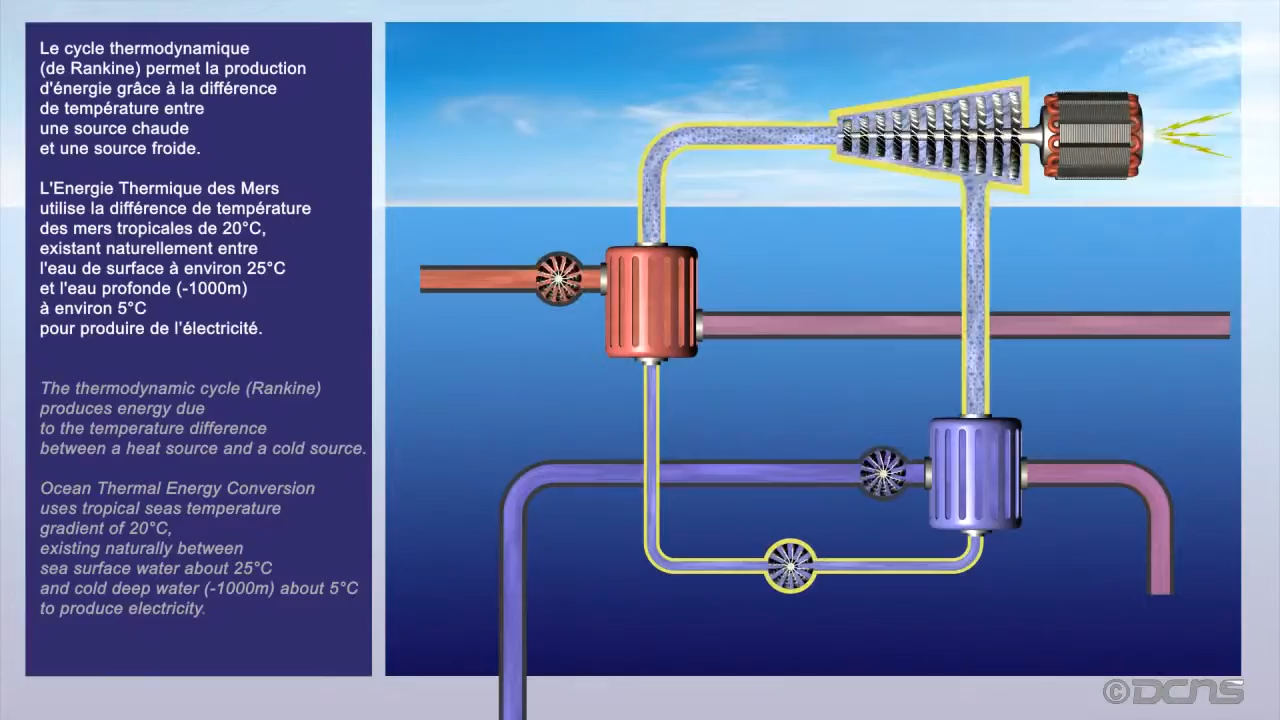 Le cycle thermodynamique
(de Rankine) permet la production
d'énergie grâce à la différence
de température entre
une source chaude
et une source froide.
L'Energie Thermique des Mers
utilise la différence de température
des mers tropicales de 20°C,
existant naturellement entre
l'eau de surface à environ 25°C
et l'eau profonde (-1000m)
à environ 5°C
pour produire de l'électricité.
The thermodynamic cycle (Rankine)
produces energy due
to the temperature difference
between a heat source and a cold source.
Ocean Thermal Energy Conversion
uses tropical seas temperature
gradient of 20°C,
existing naturally between
sea surface water about 25°C
and cold deep water (-1000m) about 5°C
to produce electricity.
©DCNS